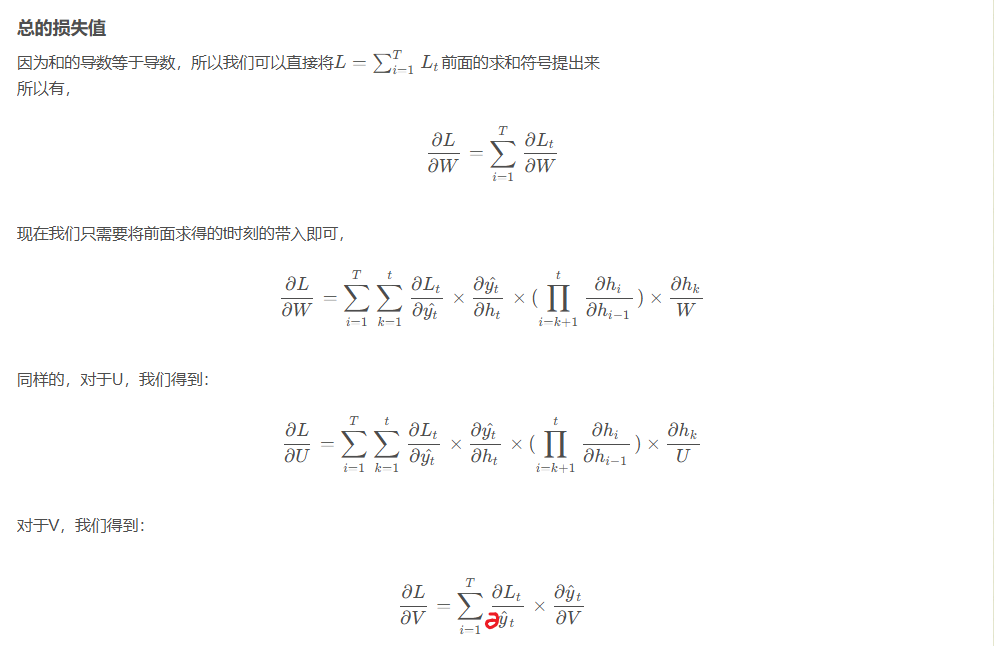 总的损失值
因为和的导数等于导数，所以我们可以直接将$L = \sum_{i=1}^{T} L_t$前面的求和符号提出来
所以有，
$\frac{\partial L}{\partial W} = \sum_{i=1}^{T} \frac{\partial L_t}{\partial W}$
现在我们只需要将前面求得的t时刻的带入即可，
$\frac{\partial L}{\partial W} = \sum_{i=1}^{T} \sum_{k=1}^{t} \frac{\partial L_t}{\partial \hat{y_t}} \times \frac{\partial \hat{y_t}}{\partial h_t} \times ( \prod_{i=k+1}^{t} \frac{\partial h_i}{\partial h_{i-1}} ) \times \frac{\partial h_k}{W}$
同样的，对于U，我们得到：
$\frac{\partial L}{\partial U} = \sum_{i=1}^{T} \sum_{k=1}^{t} \frac{\partial L_t}{\partial \hat{y_t}} \times \frac{\partial \hat{y_t}}{\partial h_t} \times ( \prod_{i=k+1}^{t} \frac{\partial h_i}{\partial h_{i-1}} ) \times \frac{\partial h_k}{U}$
对于V，我们得到：
$\frac{\partial L}{\partial V} = \sum_{i=1}^{T} \frac{\partial L_t}{\partial \hat{y}_t} \times \frac{\partial \hat{y}_t}{\partial V}$